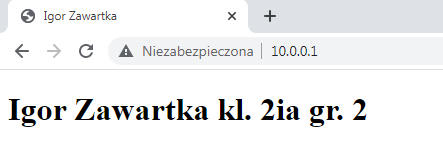 Igor Zawartka
Niezabezpieczona | 10.0.0.1
Igor Zawartka kl. 2ia gr. 2